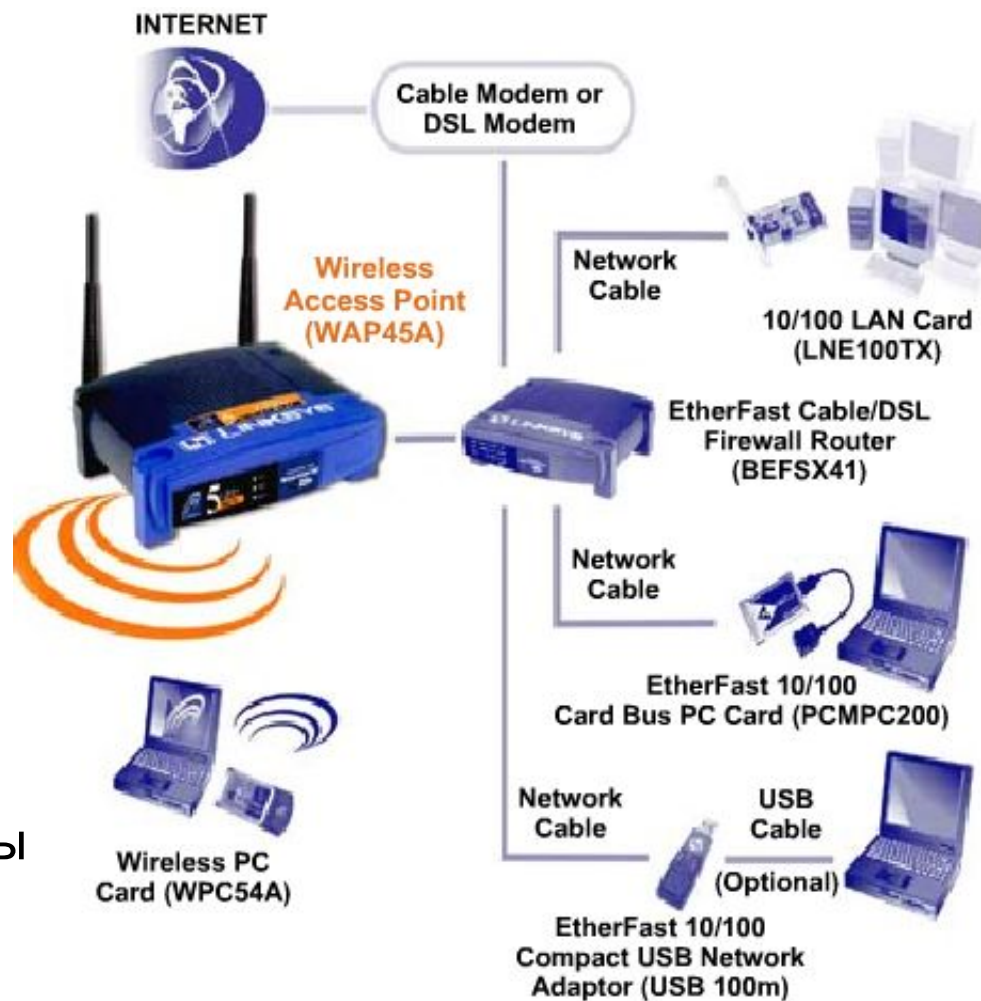 INTERNET
Cable Modem or
DSL Modem
Wireless
Access Point
(WAP45A)
Network
Cable
10/100 LAN Card
(LNE100TX)
LINKSYS
LINKSYS
EtherFast Cable/DSL
Firewall Router
(BEFSX41)
Network
Cable
EtherFast 10/100
Card Bus PC Card (PCMPC200)
ы
Wireless PC
Card (WPC54A)
Network
Cable
USB
Cable
(Optional)
EtherFast 10/100
Compact USB Network
Adaptor (USB 100m)